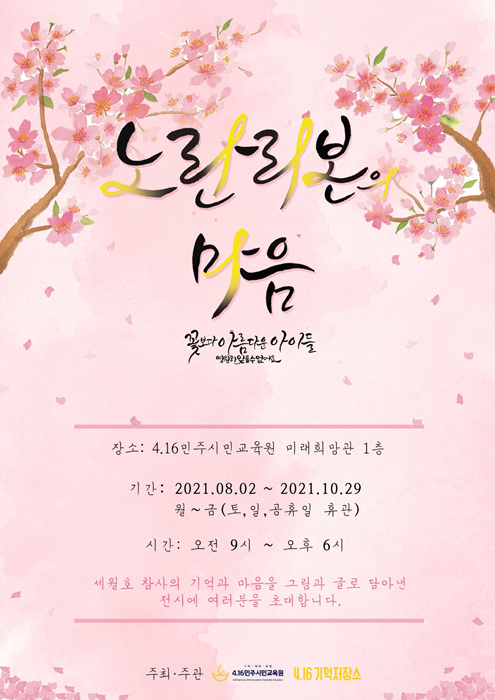 노란리본의
마음
꽃보다 아름다운 아이들
장소: 4.16민주시민교육원 미래희망관 1층
기간: 2021.08.02 ~ 2021.10.29
월~금(토,일,공휴일 휴관)
시간: 오전 9시 ~ 오후 6시
세월호 참사의 기억과 마음을 그림과 글로 담아낸
전시에 여러분을 초대합니다.
주최·주관 4.16민주시민교육원 4.16 기억저장소